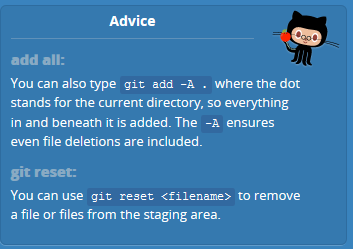 Advice
add all:
You can also type git add -A . where the dot
stands for the current directory, so everything
in and beneath it is added. The -A ensures
even file deletions are included.
git reset:
You can use git reset <filename> to remove
a file or files from the staging area.